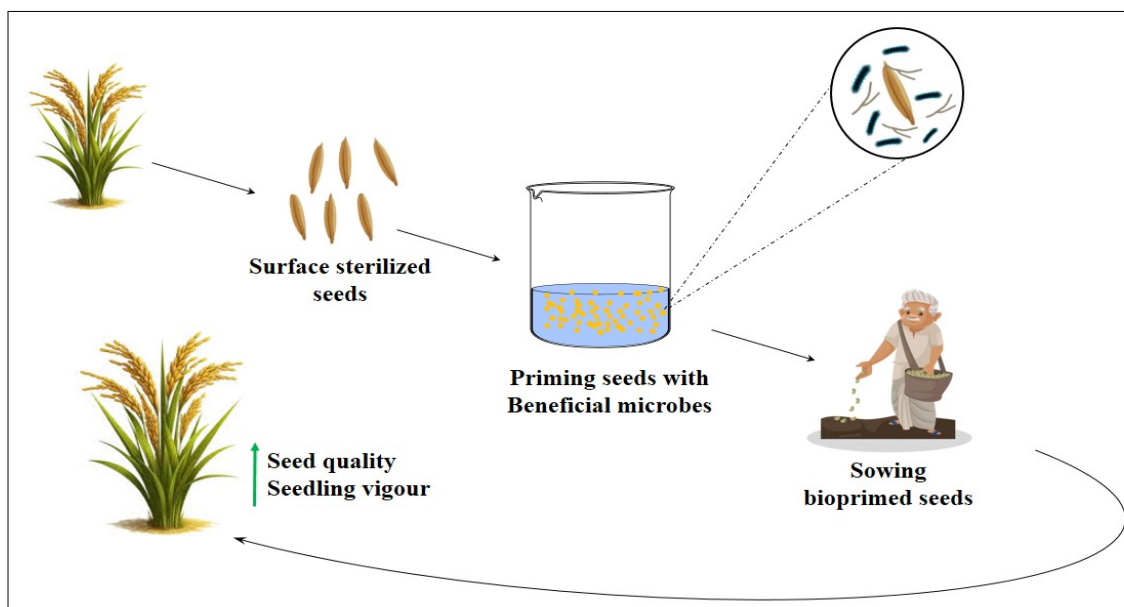 Surface sterilized
seeds
Priming seeds with
Beneficial microbes
Sowing
bioprimed seeds
Seed quality
Seedling vigour